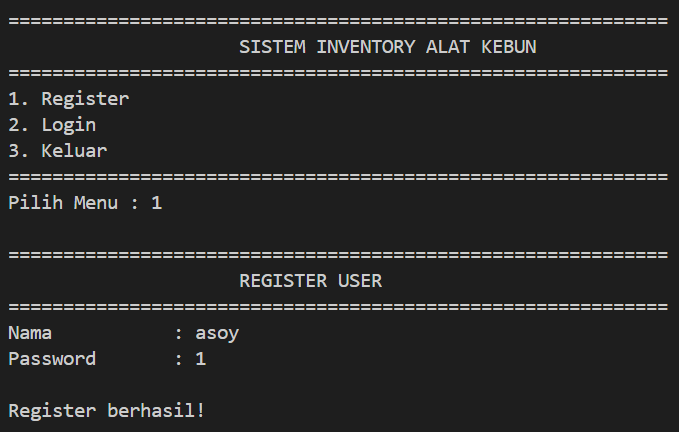 ============================================================
SISTEM INVENTORY ALAT KEBUN
============================================================
1. Register
2. Login
3. Keluar
============================================================
Pilih Menu : 1
============================================================
REGISTER USER
============================================================
Nama : asoy
Password : 1
Register berhasil!